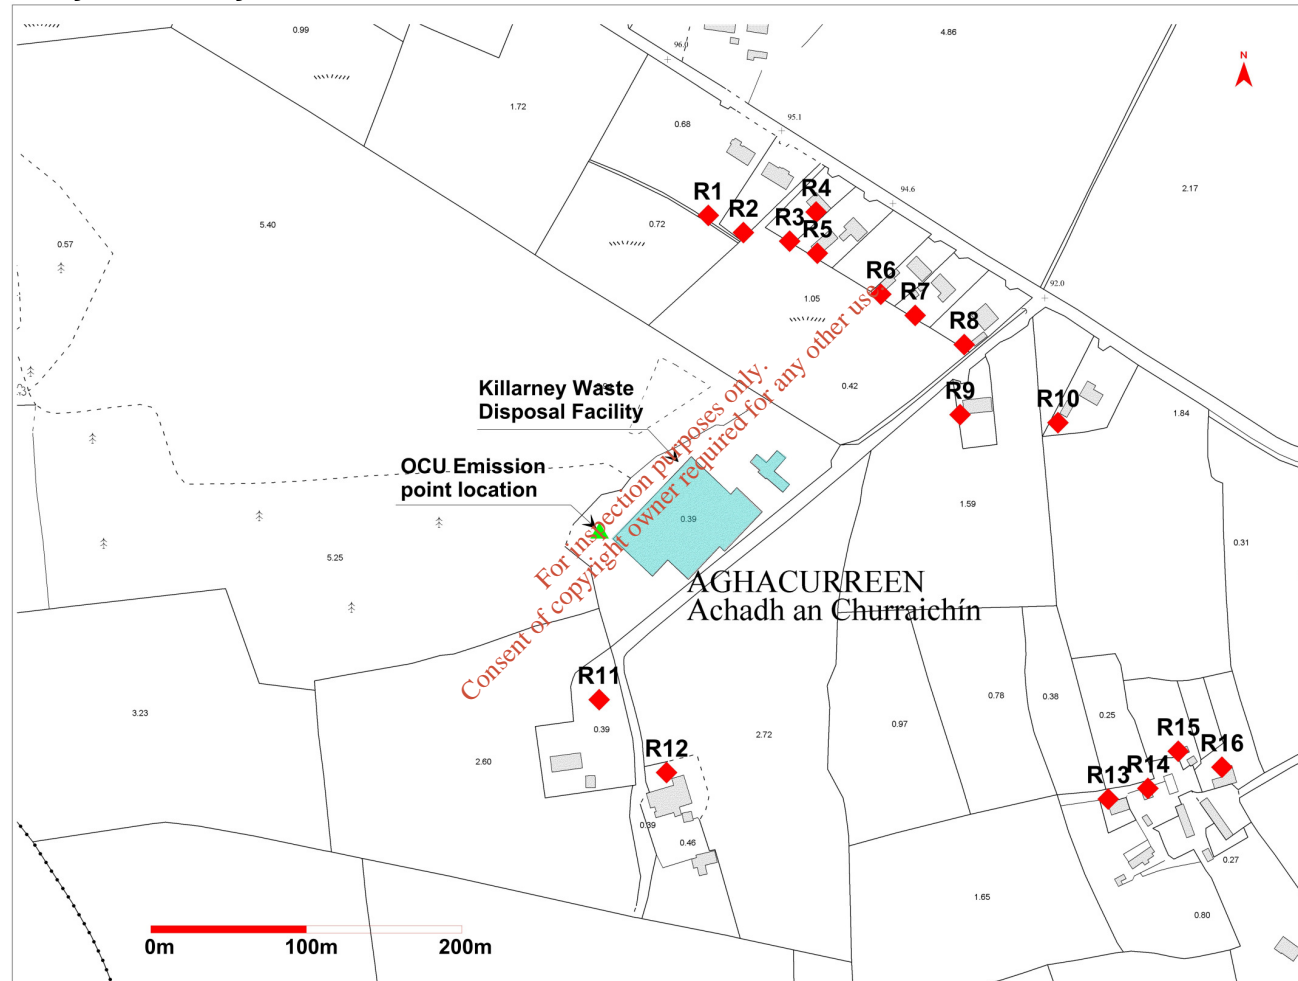 0.99
4.86
N
96.0
1.72
95.1
0.68
2.17
94.6
R1
R2
R3
R4
R5
5.40
0.72
0.57
R6
R7
R8
92.0
1.05
Killarney Waste
Disposal Facility
0.42
R9
R10
1.84
OCU Emission
point location
0.39
1.59
0.31
5.25
For inspection purposes only.
Consent of copyright owner required for any other use.
AGHACURREEN
Achadh an Churraichín
R11
0.39
3.23
2.60
R12
2.72
0.97
0.78
0.38
0.25
R15
R16
R14
R13
0.39
0.46
0.27
1.65
0.80
0m
100m
200m